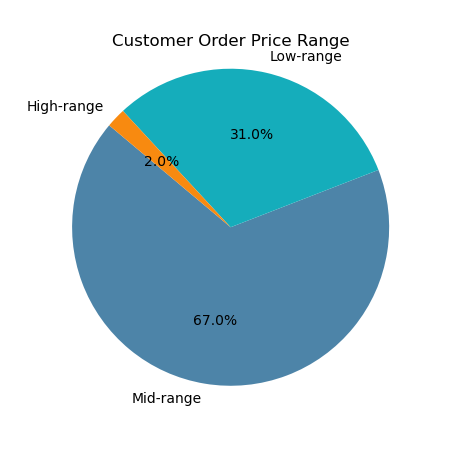 Customer Order Price Range
Low-range
High-range
31.0%
2.0%
67.0%
Mid-range